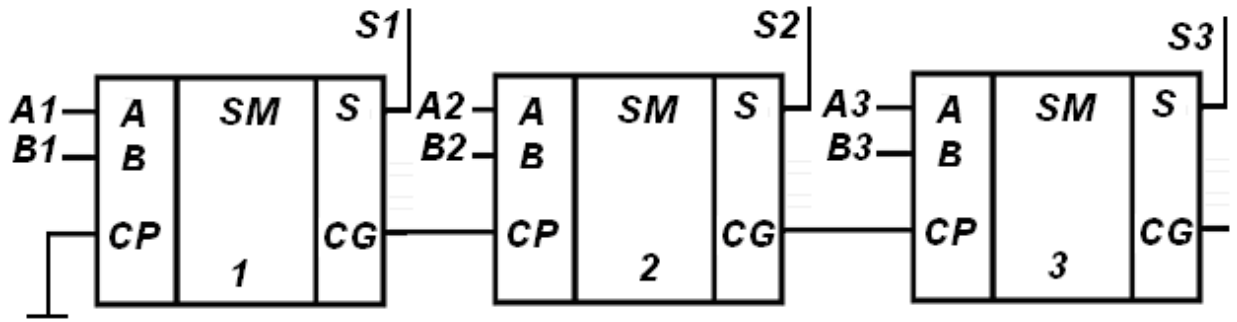 S1 S2 S3
A1 A SM S A2 A SM S A3 A SM S
B1 B B2 B B3 B
CP CG CP CG CP CG
1 2 3